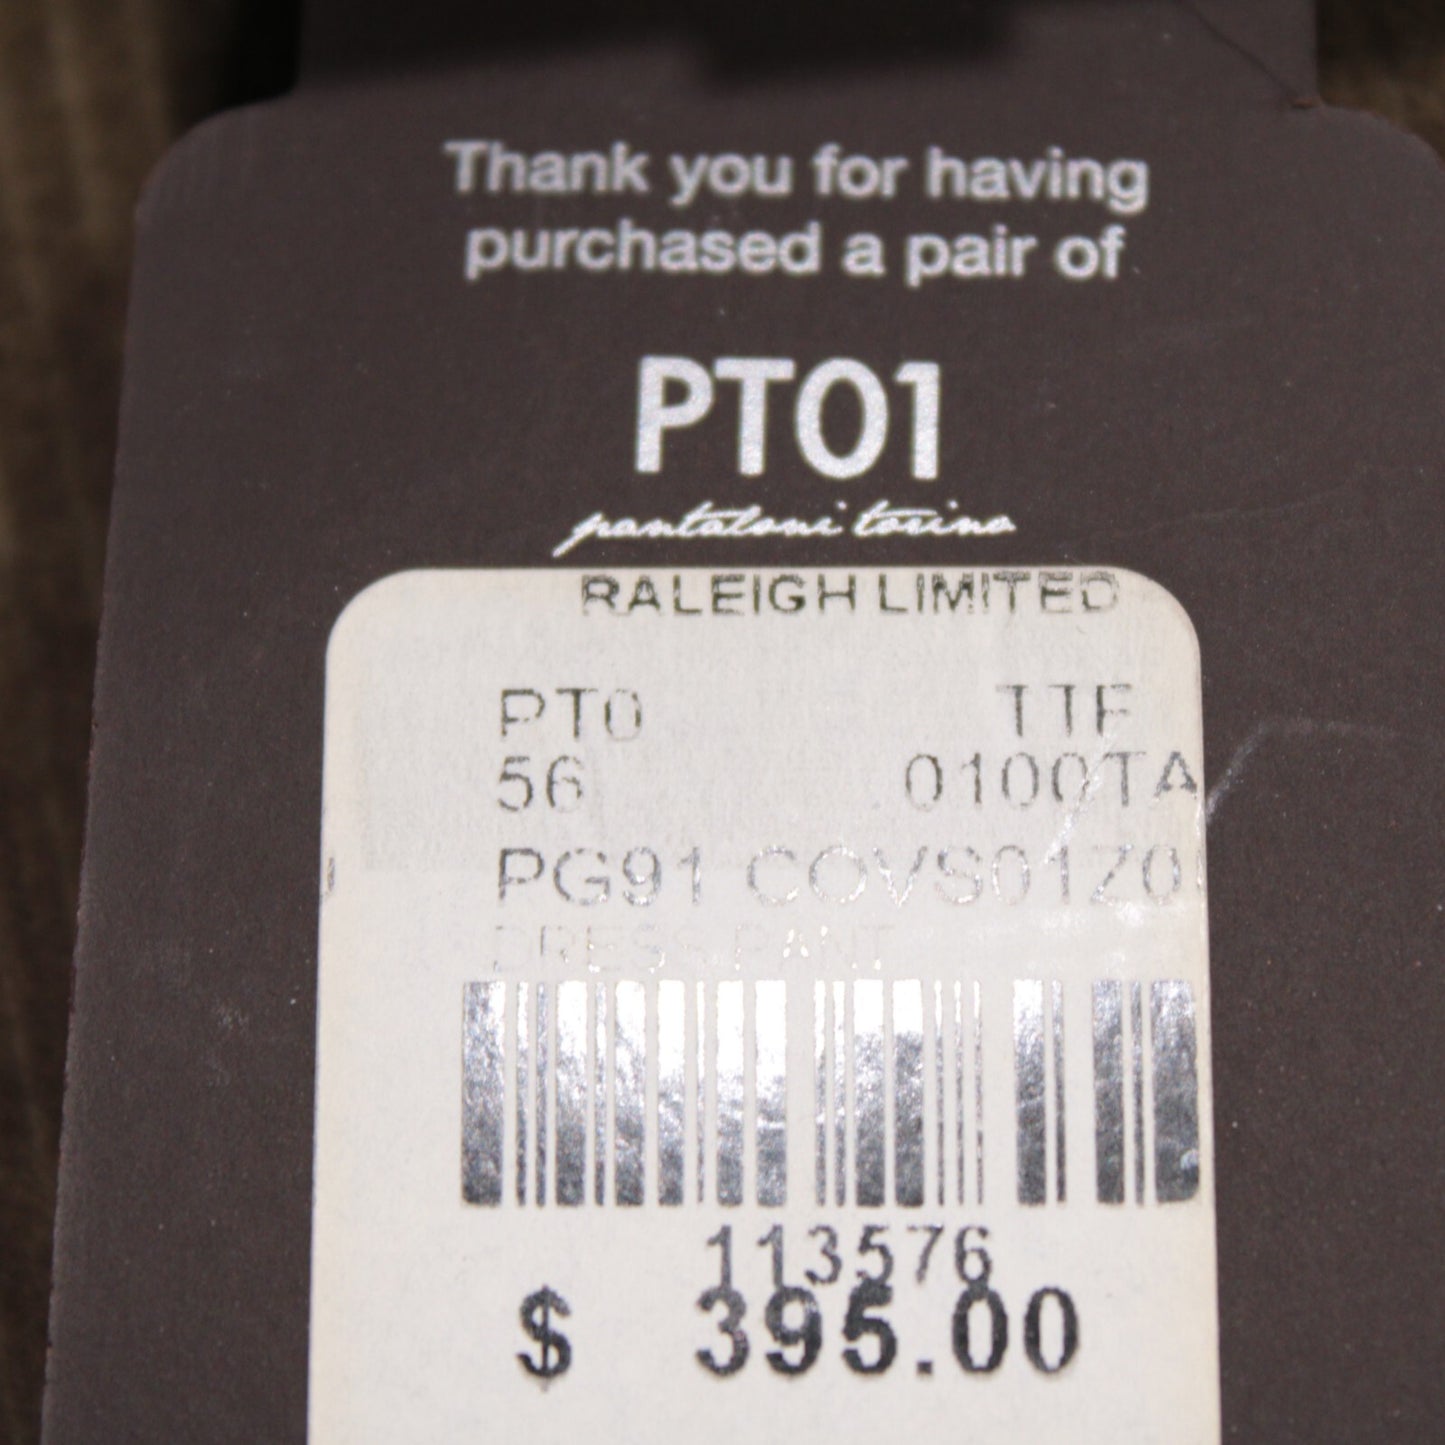 Thank you for having
purchased a pair of
PT01
pantaloni torino
RALEIGH LIMITED
PT0 TTF
56 0100TA
PG91 COVS01Z0
DRESS PANT
113576
$ 395.00